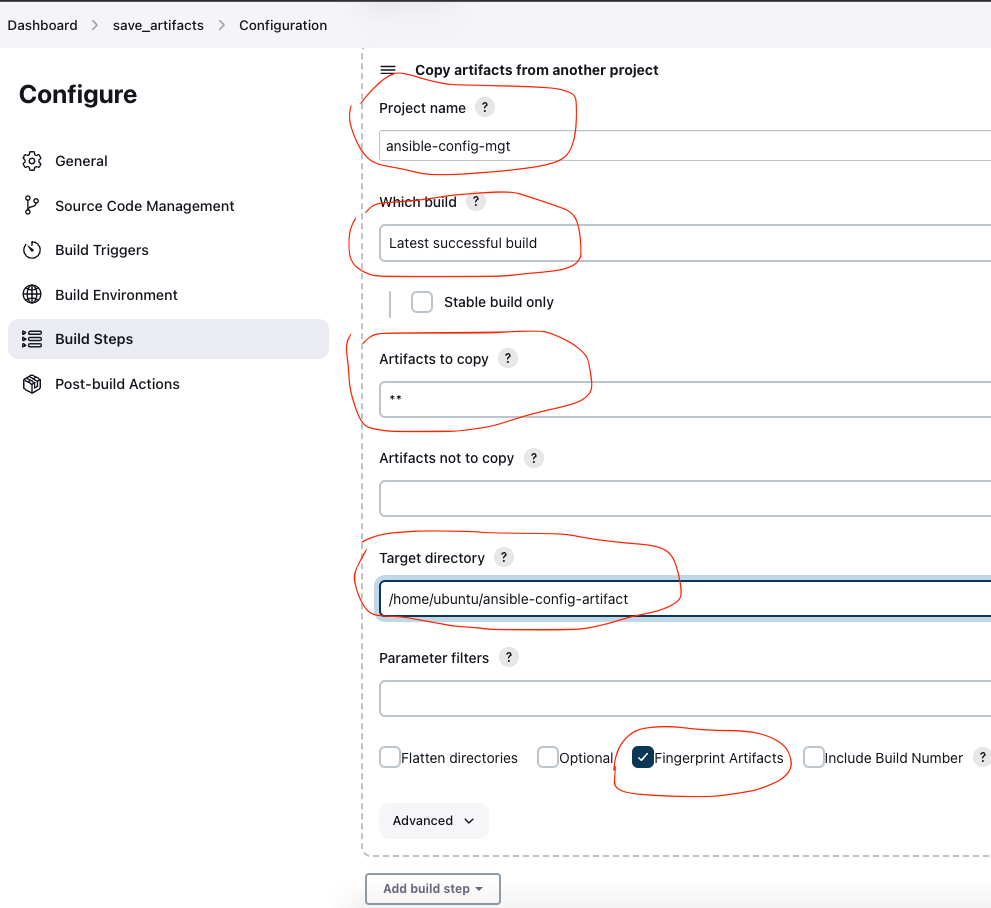 Dashboard > save_artifacts > Configuration
Configure
General
Source Code Management
Build Triggers
Build Environment
Build Steps
Post-build Actions
Copy artifacts from another project
Project name ?
ansible-config-mgt
Which build ?
Latest successful build
Stable build only
Artifacts to copy ?
**
Artifacts not to copy ?
Target directory ?
/home/ubuntu/ansible-config-artifact
Parameter filters ?
Flatten directories Optional Fingerprint Artifacts Include Build Number ?
Advanced
Add build step